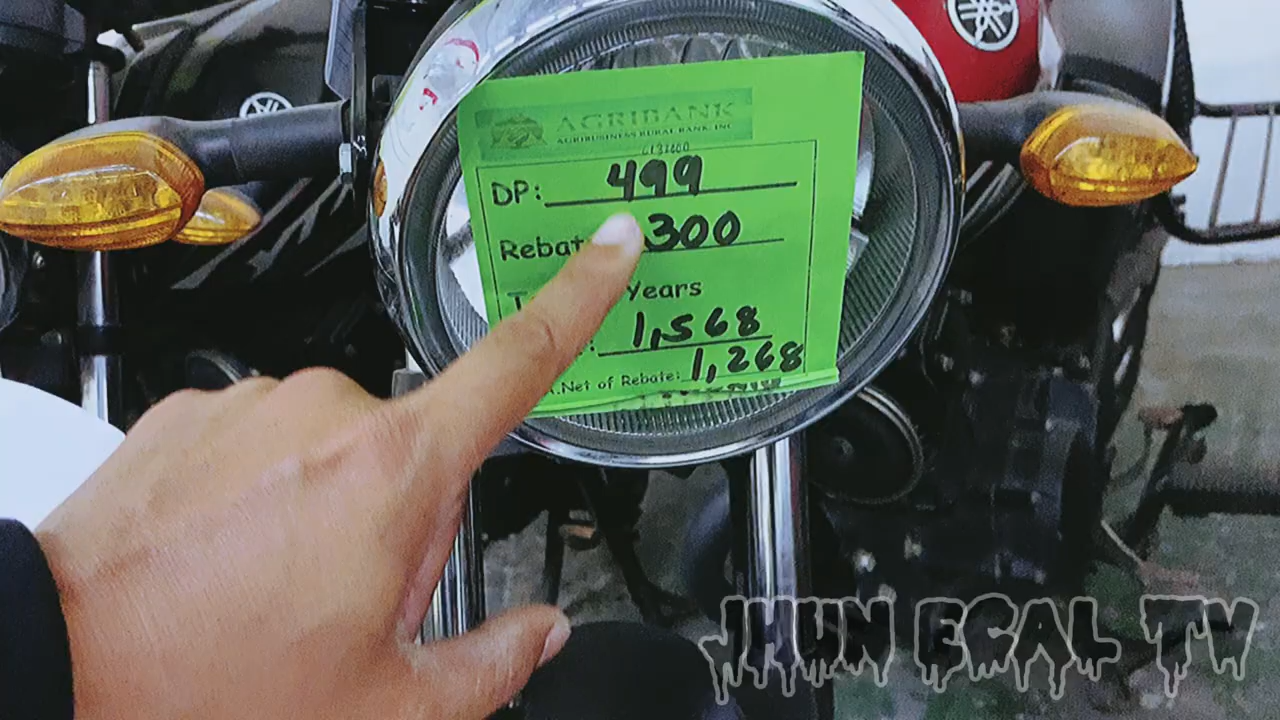 AGRIBANK
AGRIBUSINESS RURAL BANK, INC.
DP: 499
300
Years
1,568
1,268
Net of Rebate:
JHUN ECAL TV